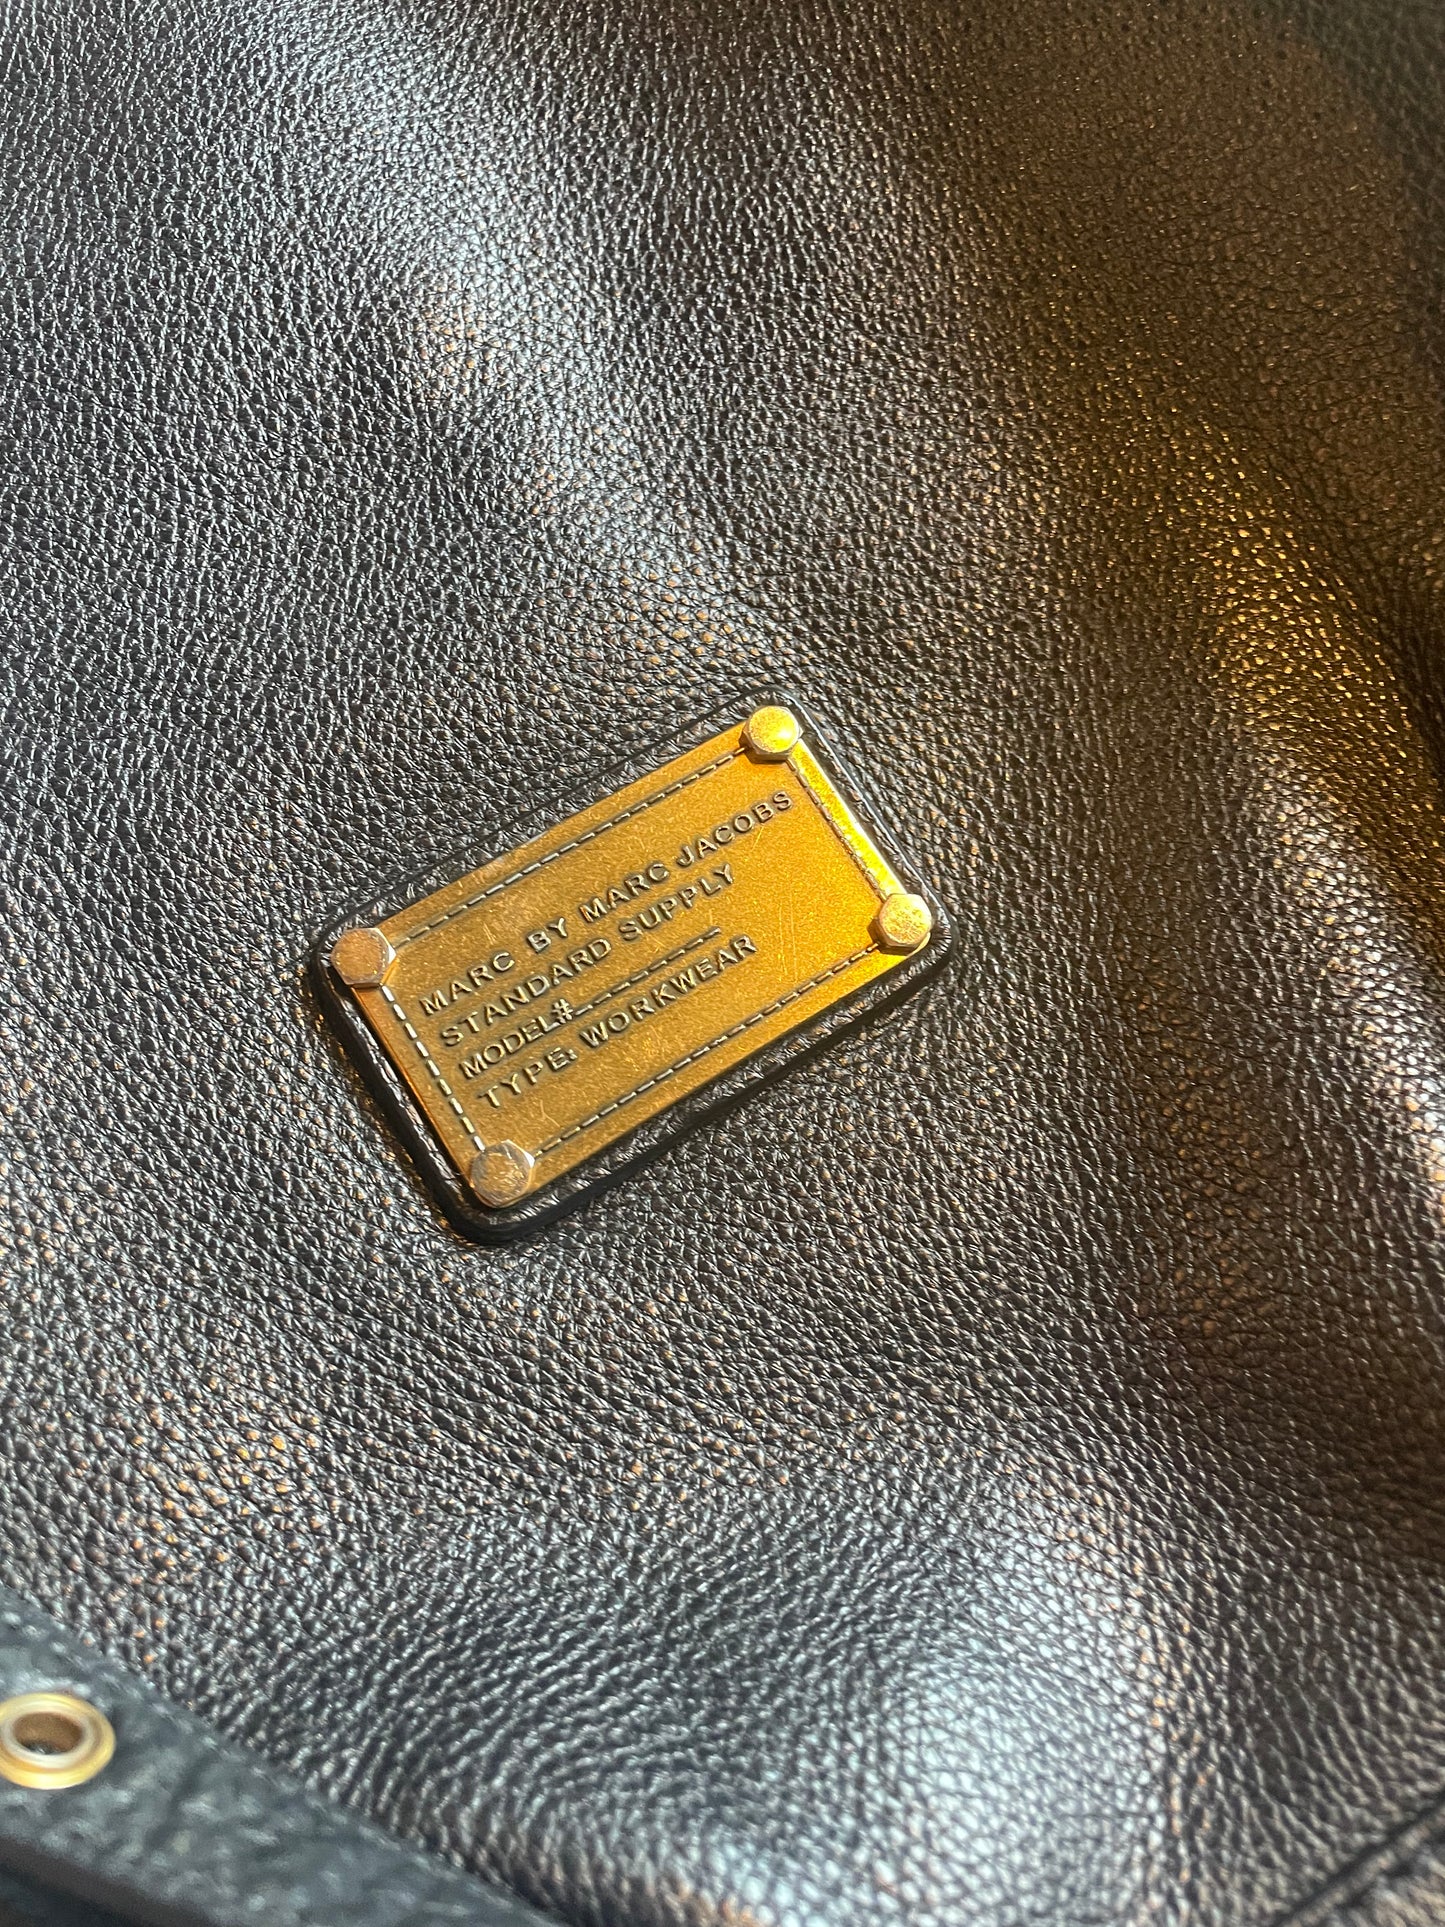 MARC BY MARC JACOBS
STANDARD SUPPLY
MODEL#
TYPE: WORKWEAR